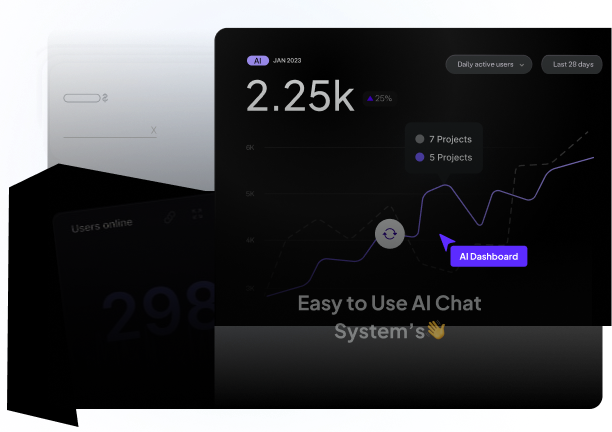 AI JAN 2023
Daily active users
Last 28 days
2.25k
25%
7 Projects
5 Projects
6K
5K
4K
Users online
298
AI Dashboard
Easy to Use AI Chat
System's👋